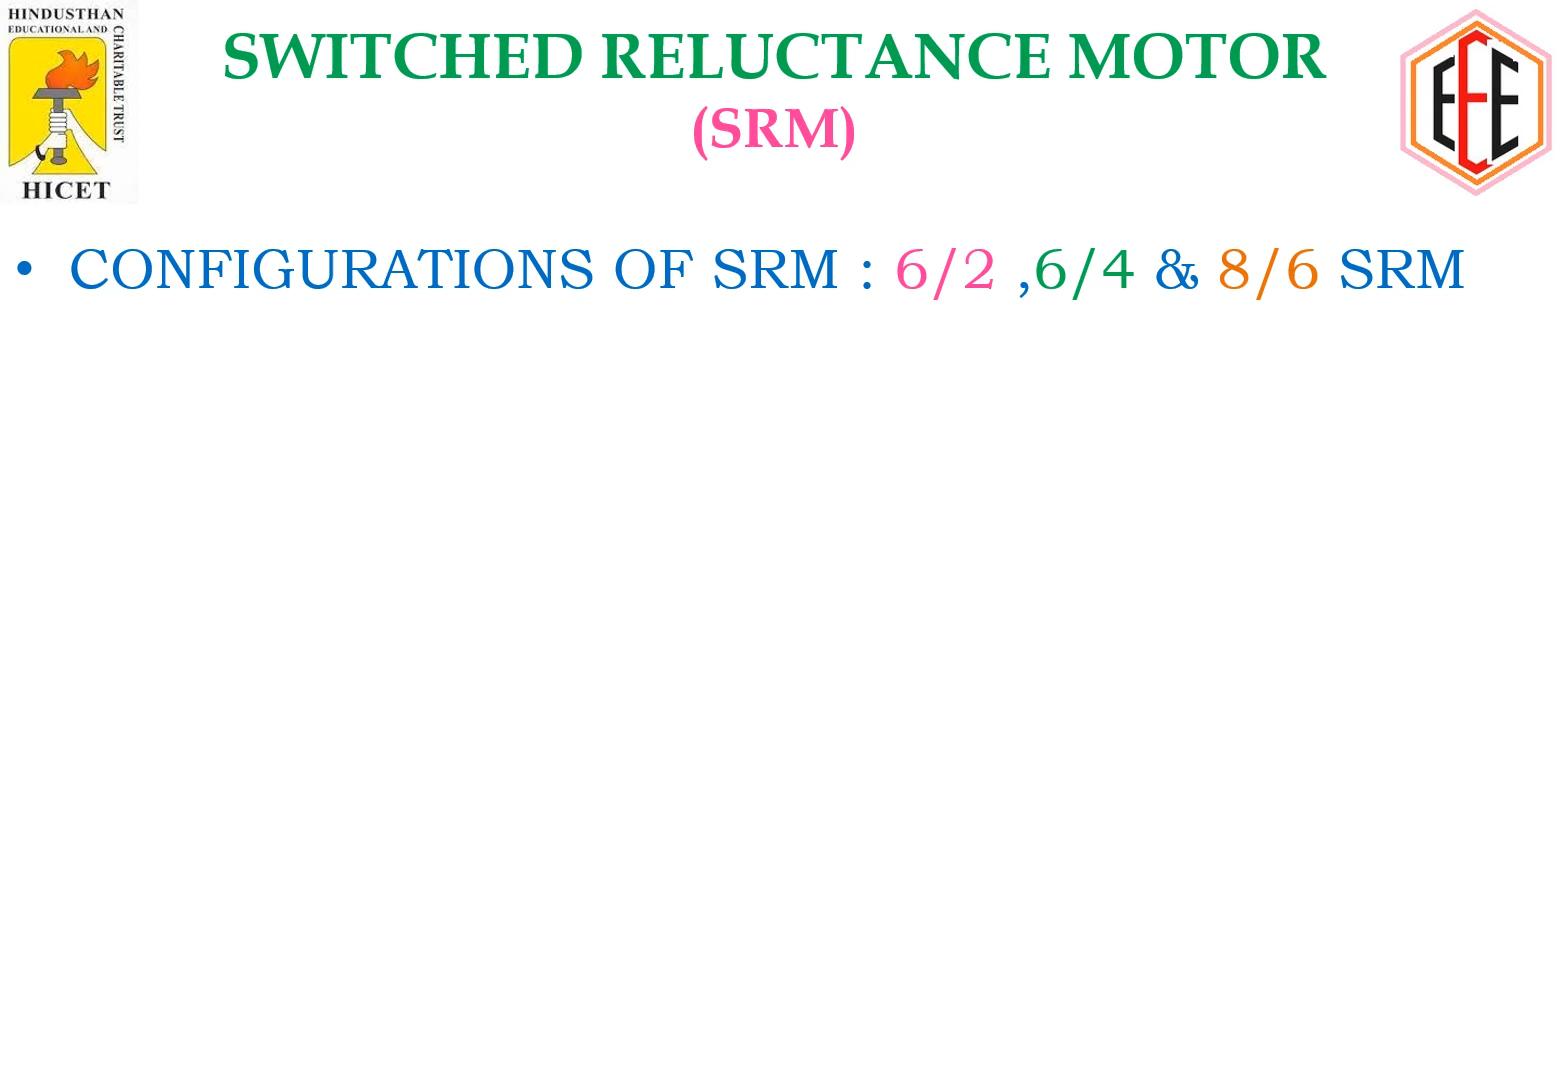 HINDUSTHAN
EDUCATIONAL AND
CHARITABLE TRUST
HICET
SWITCHED RELUCTANCE MOTOR
(SRM)
EEE
• CONFIGURATIONS OF SRM : 6/2 ,6/4 & 8/6 SRM